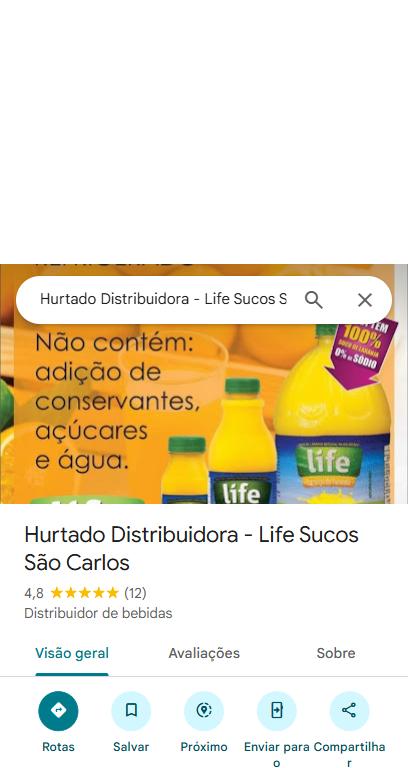 Hurtado Distribuidora - Life Sucos S
100%
0% DE SÓDIO
Não contém:
adição de
conservantes,
açúcares
e água.
life
life
Hurtado Distribuidora - Life Sucos
São Carlos
4,8 (12)
Distribuidor de bebidas
Visão geral Avaliações Sobre
Rotas Salvar Próximo Enviar para Compartilha
o r